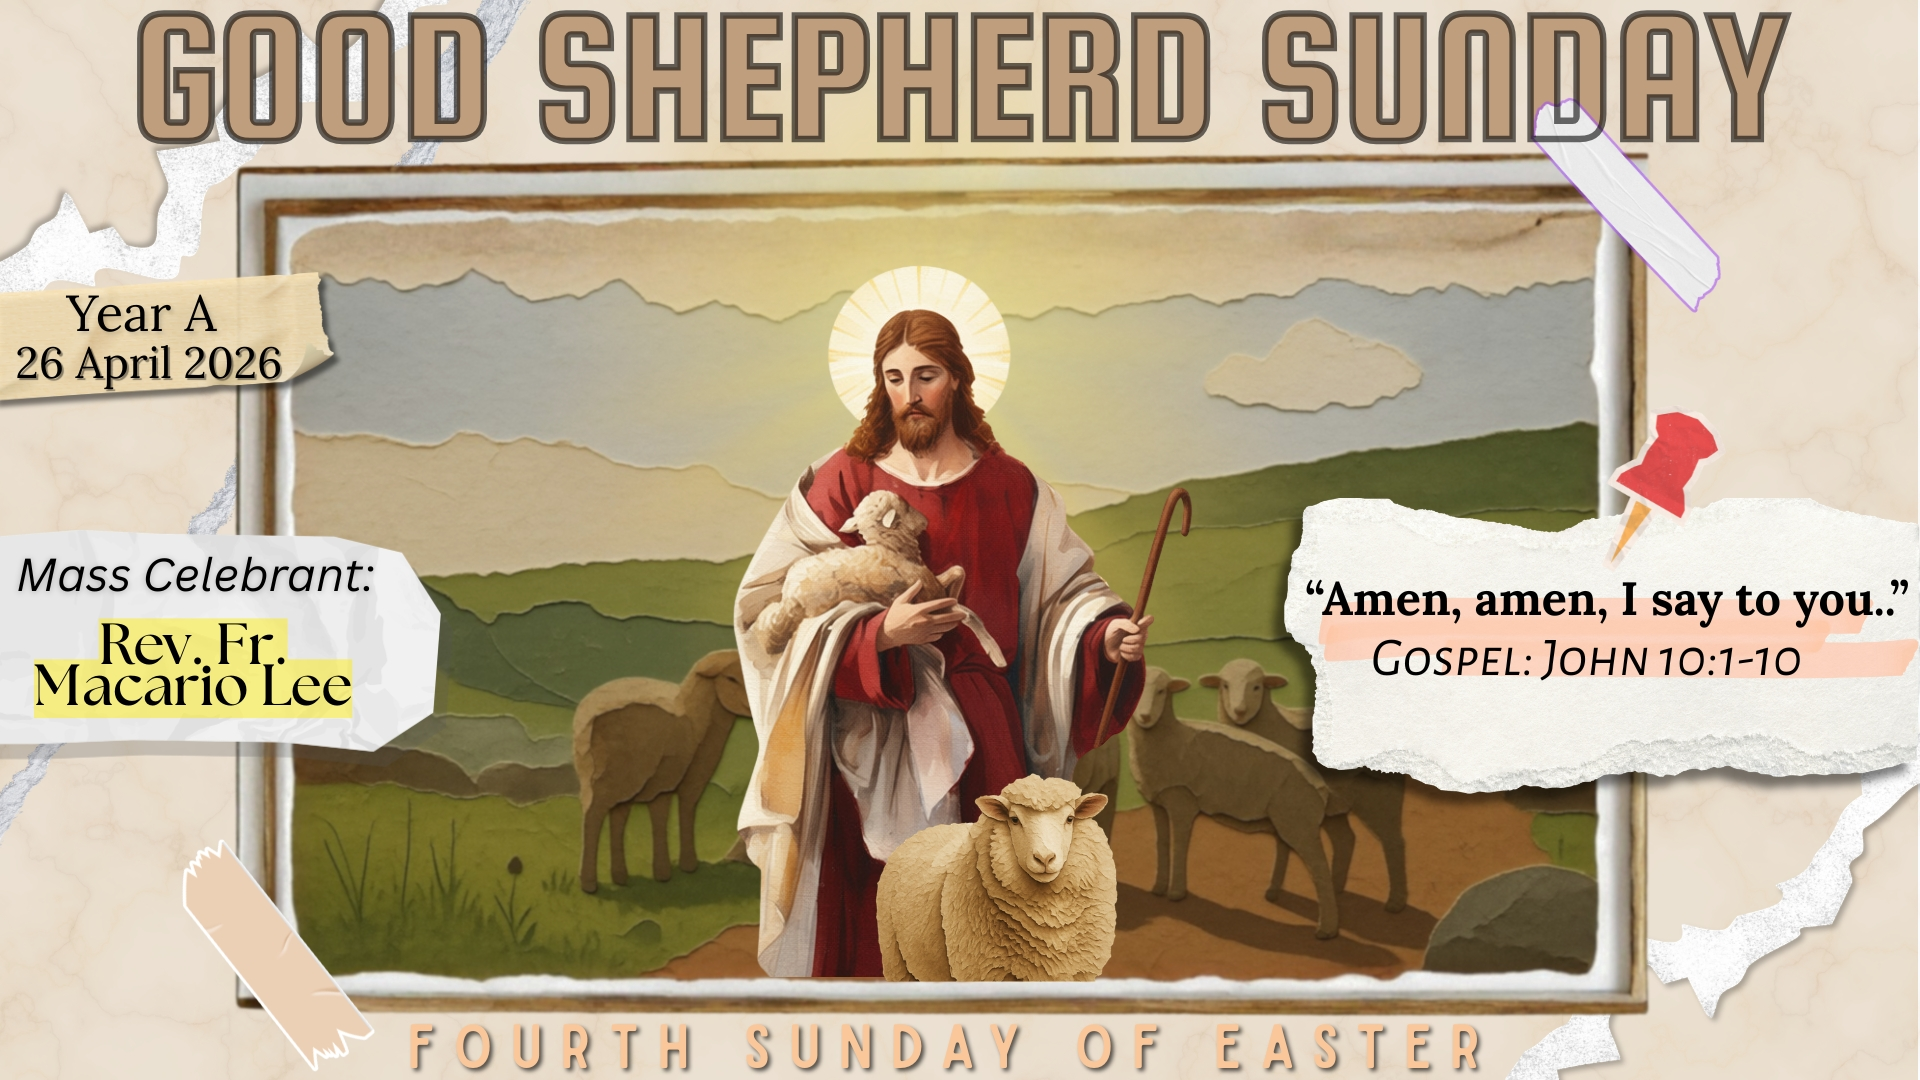 GOOD SHEPHERD SUNDAY
Year A
26 April 2026
Mass Celebrant:
Rev. Fr.
Macario Lee
“Amen, amen, I say to you..”
Gospel: John 10:1-10
FOURTH SUNDAY OF EASTER